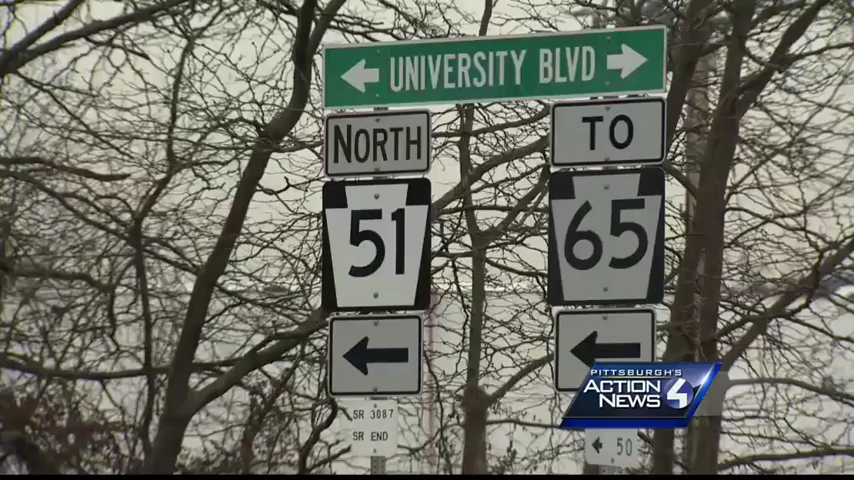 UNIVERSITY BLVD
NORTH
TO
51
65
SR 3087
SR END
PITTSBURGH'S
ACTION
NEWS 4
50